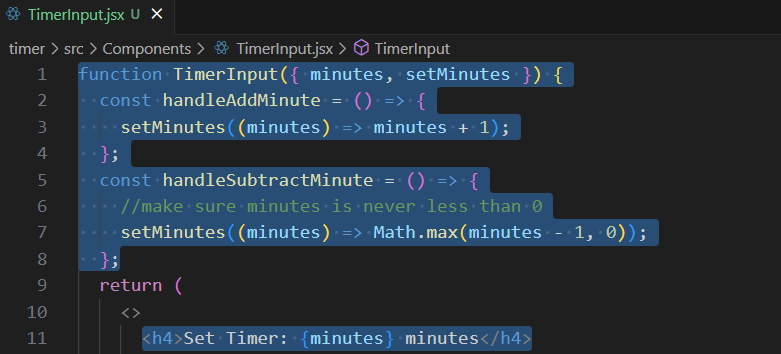 TimerInput.jsx U X
timer > src > Components > TimerInput.jsx > TimerInput
1 function TimerInput({ minutes, setMinutes }) {
2   const handleAddMinute = () => {
3     setMinutes((minutes) => minutes + 1);
4   };
5   const handleSubtractMinute = () => {
6     //make sure minutes is never less than 0
7     setMinutes((minutes) => Math.max(minutes - 1, 0));
8   };
9   return (
10     <>
11       <h4>Set Timer: {minutes} minutes</h4>